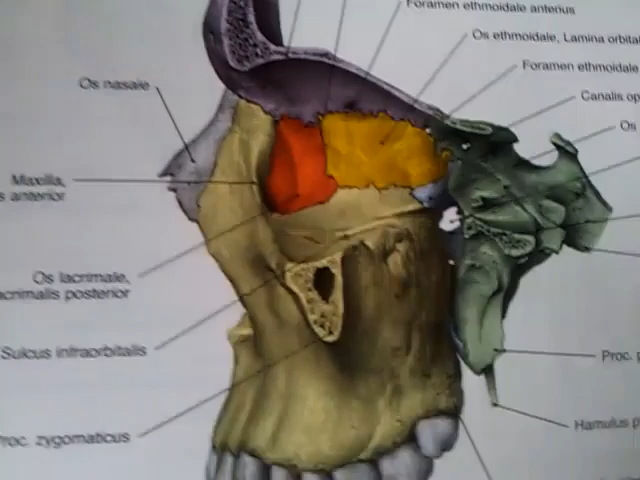 Foramen ethmoidale anterius
Os ethmoidale, Lamina orbital
Foramen ethmoidale
Canalis op
Os
Os nasale
Maxilla,
s anterior
Os lacrimale,
acrimalis posterior
Sulcus infraorbitalis
Proc. zygomaticus
Proc. p
Hamulus p